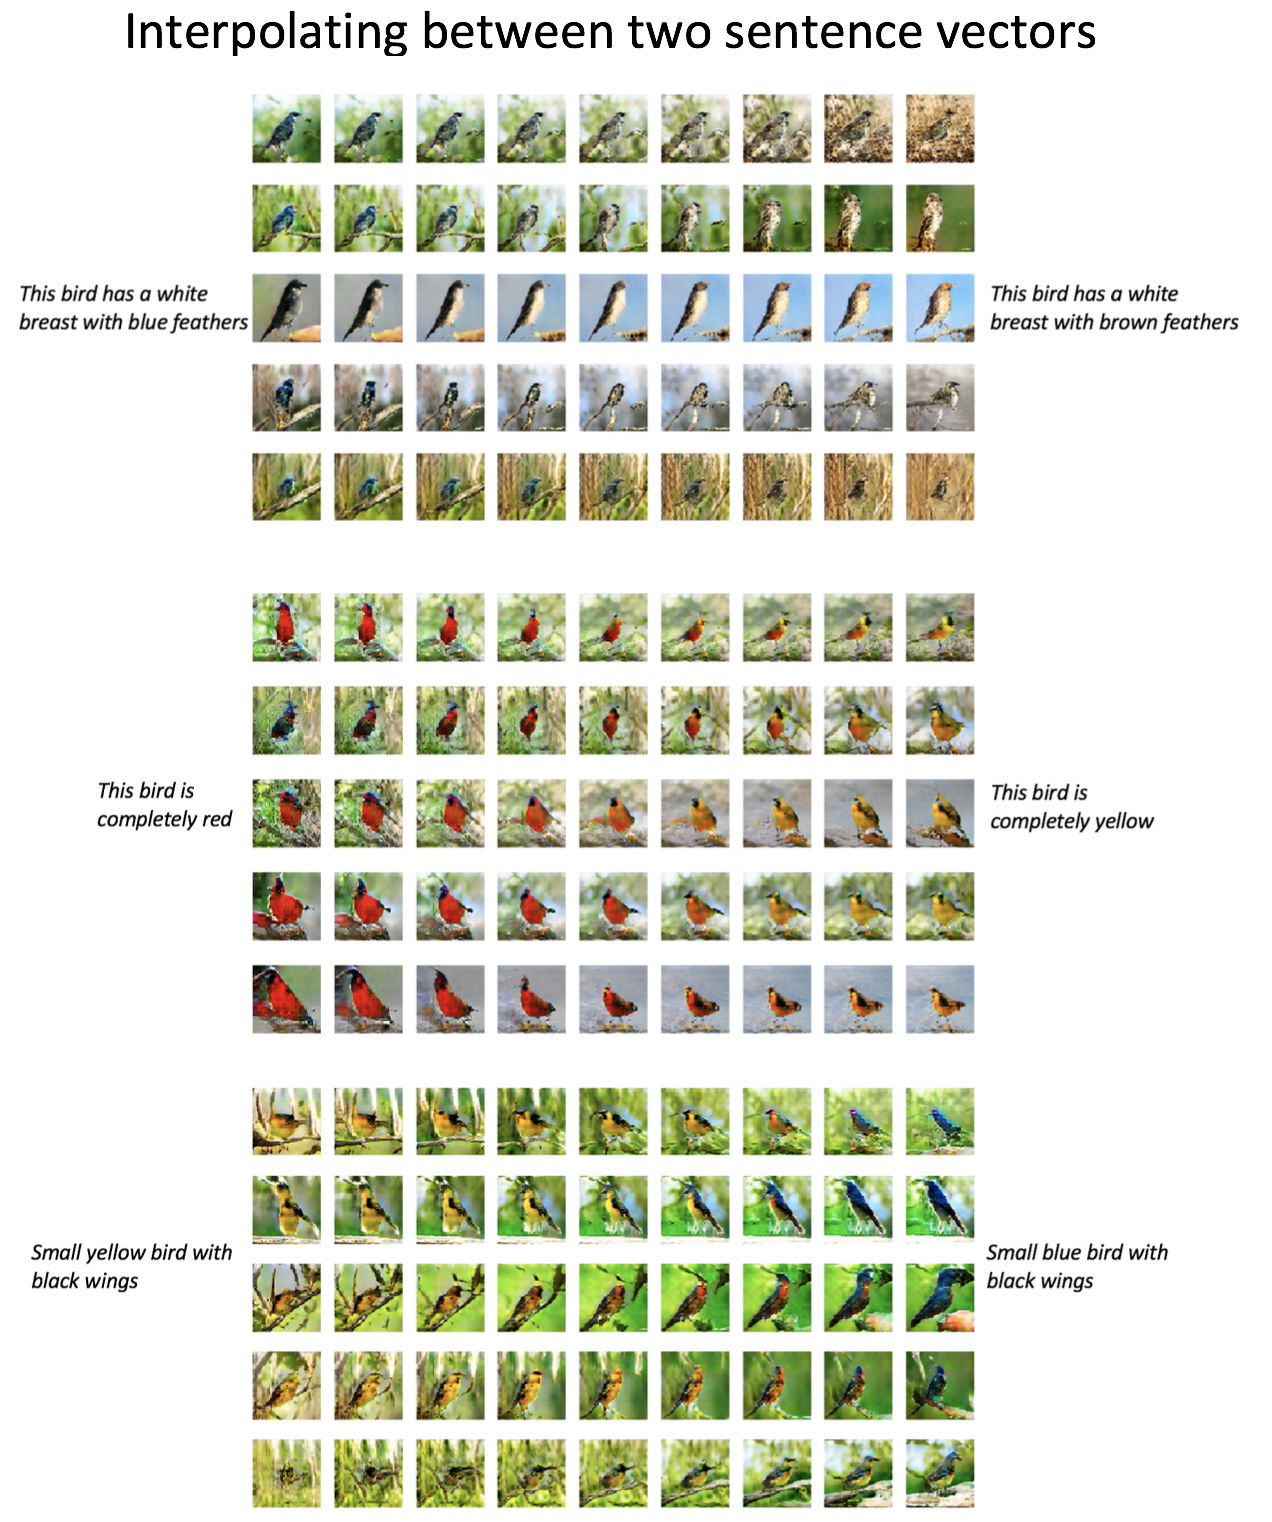 Interpolating between two sentence vectors
This bird has a white
breast with blue feathers
This bird has a white
breast with brown feathers
This bird is
completely red
This bird is
completely yellow
Small yellow bird with
black wings
Small blue bird with
black wings